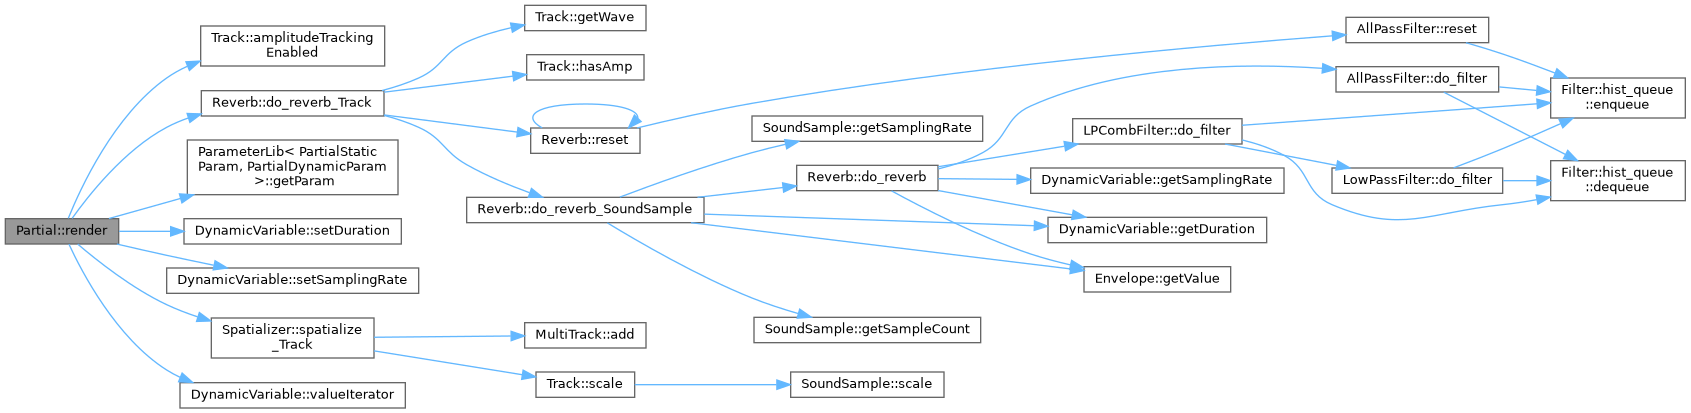 Partial::render
Track::amplitudeTracking
Enabled
Reverb::do_reverb_Track
ParameterLib< PartialStatic
Param, PartialDynamicParam
>::getParam
DynamicVariable::setDuration
DynamicVariable::setSamplingRate
Spatializer::spatialize
_Track
DynamicVariable::valueIterator
Track::getWave
Track::hasAmp
Reverb::reset
Reverb::do_reverb_SoundSample
MultiTrack::add
Track::scale
SoundSample::getSamplingRate
Reverb::do_reverb
SoundSample::getSampleCount
SoundSample::scale
LPCombFilter::do_filter
DynamicVariable::getSamplingRate
DynamicVariable::getDuration
Envelope::getValue
AllPassFilter::reset
AllPassFilter::do_filter
LowPassFilter::do_filter
Filter::hist_queue
::enqueue
Filter::hist_queue
::dequeue